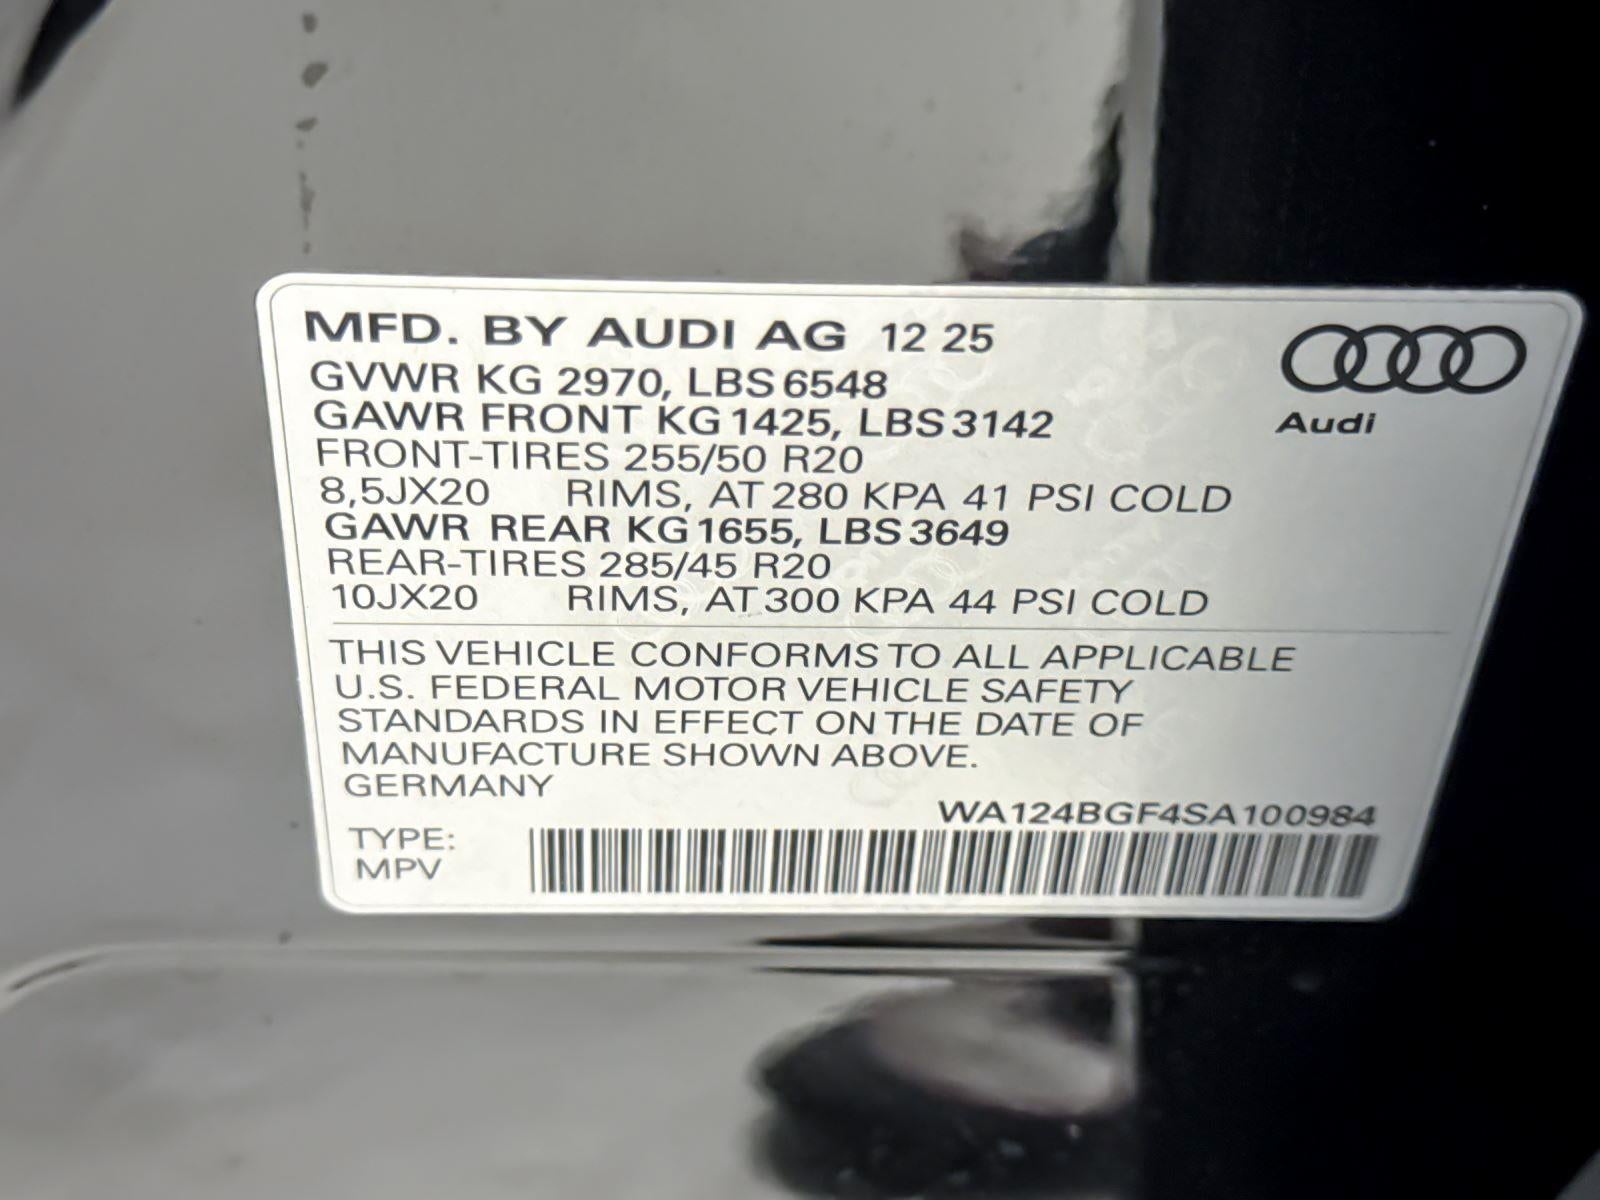 MFD. BY AUDI AG 12 25
GVWR KG 2970, LBS 6548
GAWR FRONT KG 1425, LBS 3142
FRONT-TIRES 255/50 R20
8,5JX20 RIMS, AT 280 KPA 41 PSI COLD
GAWR REAR KG 1655, LBS 3649
REAR-TIRES 285/45 R20
10JX20 RIMS, AT 300 KPA 44 PSI COLD
Audi
THIS VEHICLE CONFORMS TO ALL APPLICABLE
U.S. FEDERAL MOTOR VEHICLE SAFETY
STANDARDS IN EFFECT ON THE DATE OF
MANUFACTURE SHOWN ABOVE.
GERMANY
WA124BGF4SA100984
TYPE:
MPV